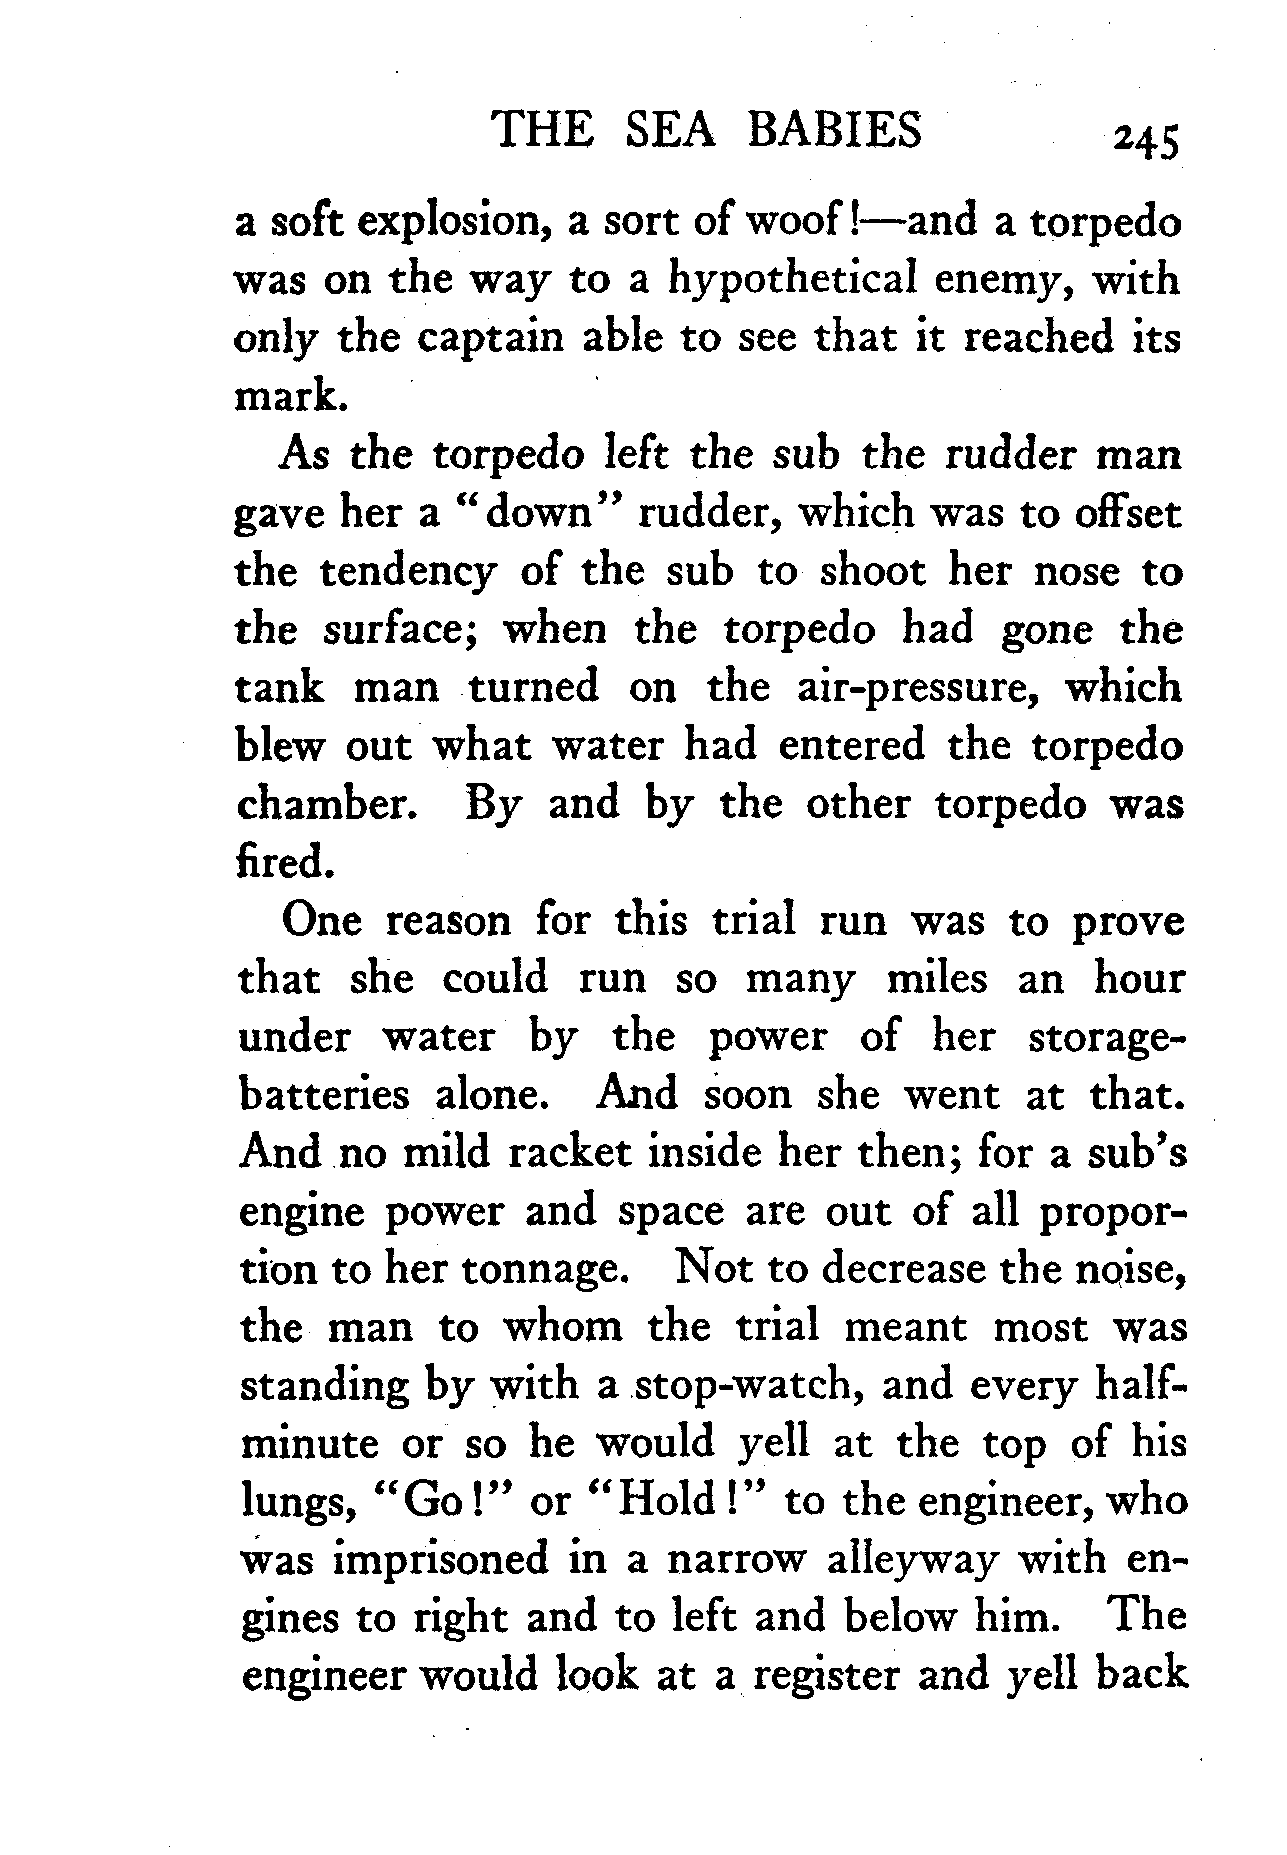 THE SEA BABIES 245
a soft explosion, a sort of woof!—and a torpedo
was on the way to a hypothetical enemy, with
only the captain able to see that it reached its
mark.
As the torpedo left the sub the rudder man
gave her a "down" rudder, which was to offset
the tendency of the sub to shoot her nose to
the surface; when the torpedo had gone the
tank man turned on the air-pressure, which
blew out what water had entered the torpedo
chamber. By and by the other torpedo was
fired.
One reason for this trial run was to prove
that she could run so many miles an hour
under water by the power of her storage-
batteries alone. And soon she went at that.
And no mild racket inside her then; for a sub's
engine power and space are out of all propor-
tion to her tonnage. Not to decrease the noise,
the man to whom the trial meant most was
standing by with a stop-watch, and every half-
minute or so he would yell at the top of his
lungs, "Go!" or "Hold!" to the engineer, who
was imprisoned in a narrow alleyway with en-
gines to right and to left and below him. The
engineer would look at a register and yell back